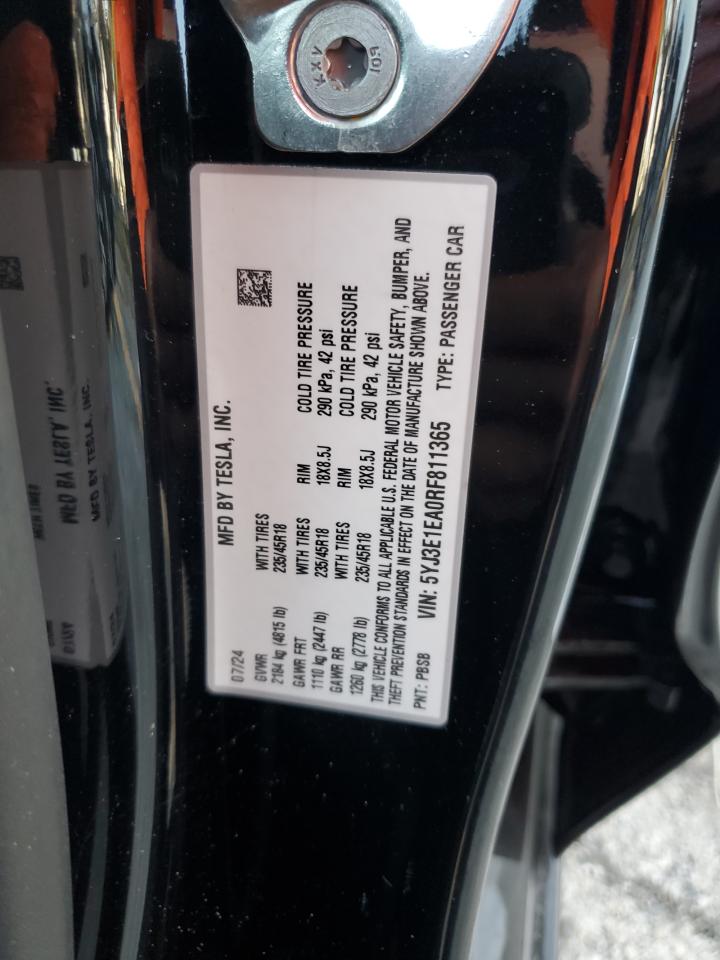 07/24
MFD BY TESLA, INC.
GVWR WITH TIRES
2184 kg (4815 lb) 235/45R18
GAWR FRT WITH TIRES RIM COLD TIRE PRESSURE
1110 kg (2447 lb) 235/45R18 18X8.5J 290 kPa, 42 psi
GAWR RR WITH TIRES RIM COLD TIRE PRESSURE
1260 kg (2778 lb) 235/45R18 18X8.5J 290 kPa, 42 psi
THIS VEHICLE CONFORMS TO ALL APPLICABLE U.S. FEDERAL MOTOR VEHICLE SAFETY, BUMPER, AND
THEFT PREVENTION STANDARDS IN EFFECT ON THE DATE OF MANUFACTURE SHOWN ABOVE.
PNT: PBSB VIN: 5YJ3E1EA0RF811365 TYPE: PASSENGER CAR